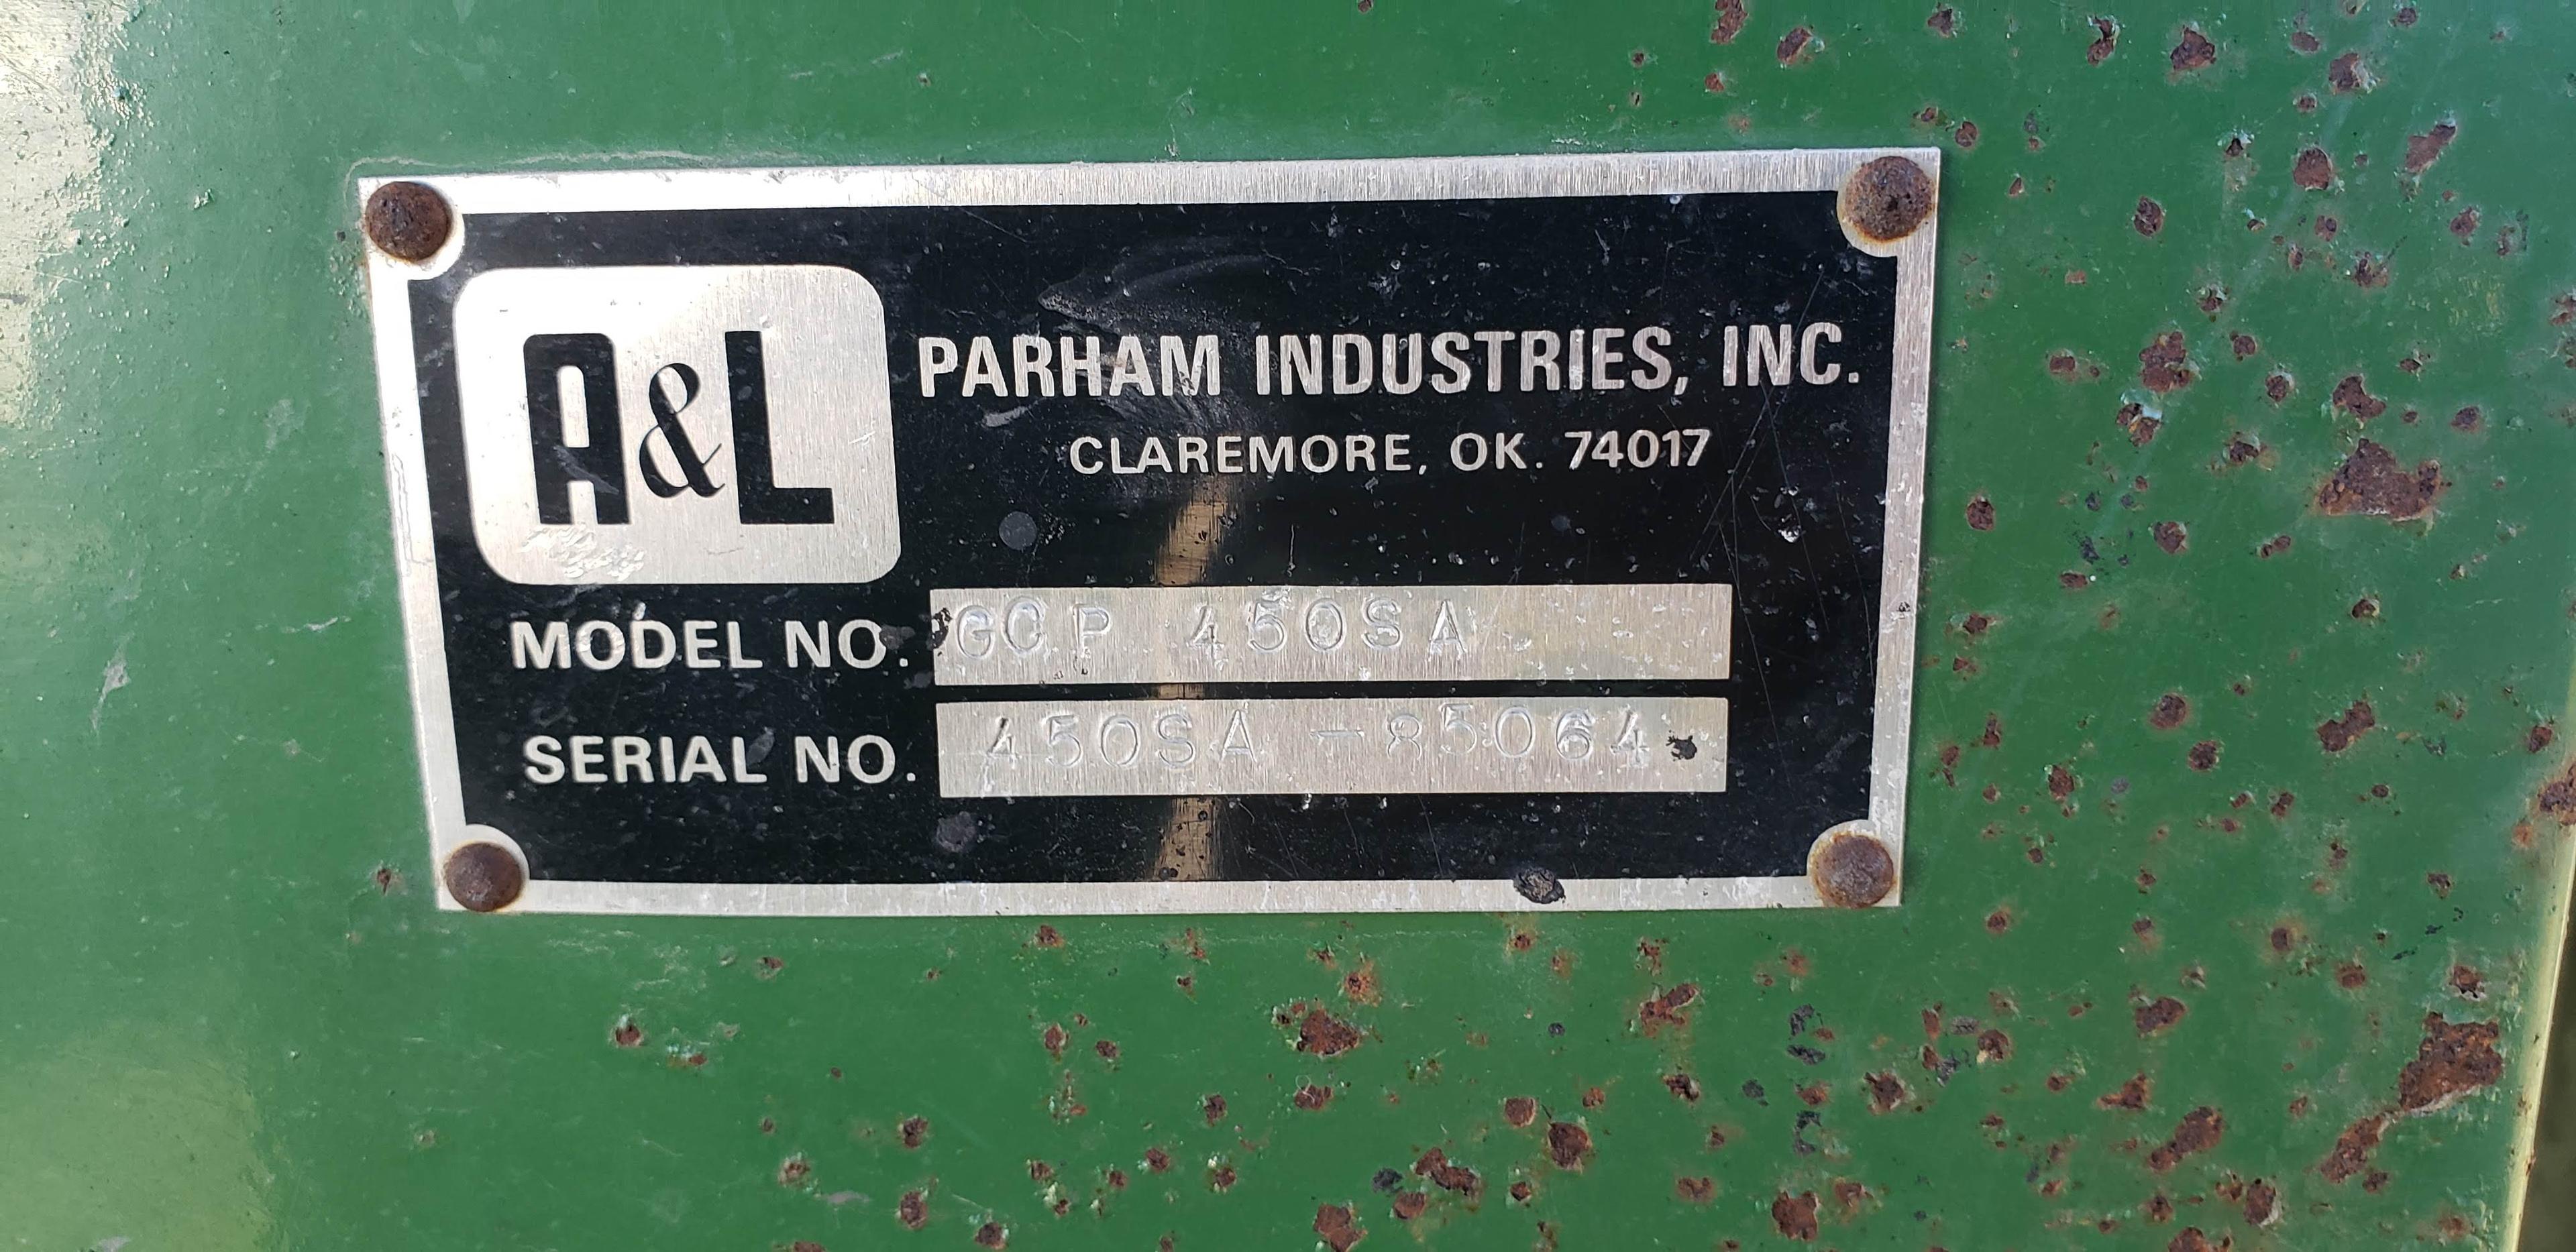 A&L
PARHAM INDUSTRIES, INC.
CLAREMORE, OK. 74017
MODEL NO. GCP 450SA
SERIAL NO. 450SA -85064